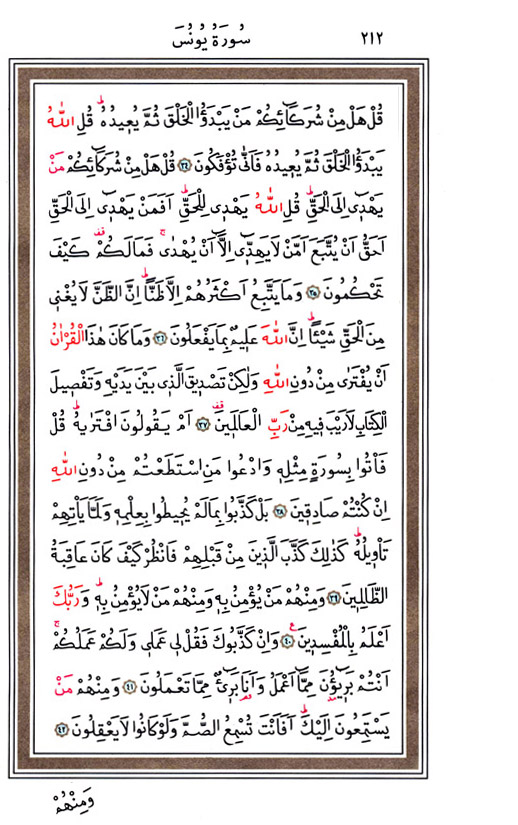 ٢١٢ سُورَةُ يُونُسَ
قُلْ هَلْ مِنْ شُرَكَٓائِكُمْ مَنْ يَبْدَؤُا الْخَلْقَ ثُمَّ يُع۪يدُهُۜ قُلِ اللّٰهُ
يَبْدَؤُا الْخَلْقَ ثُمَّ يُع۪يدُهُ فَاَنّٰى تُؤْفَكُونَ ﴿٣٤﴾ قُلْ هَلْ مِنْ شُرَكَٓائِكُمْ مَنْ
يَهْد۪ٓي اِلَى الْحَقِّۜ قُلِ اللّٰهُ يَهْد۪ي لِلْحَقِّۜ اَفَمَنْ يَهْد۪ٓي اِلَى الْحَقِّ
اَحَقُّ اَنْ يُتَّبَعَ اَمَّنْ لَا يَهِدّ۪ٓي اِلَّٓا اَنْ يُهْدٰىۚ فَمَا لَكُمْ۠ كَيْفَ
تَحْكُمُونَ ﴿٣٥﴾ وَمَا يَتَّبِعُ اَكْثَرُهُمْ اِلَّا ظَنًّاۜ اِنَّ الظَّنَّ لَا يُغْن۪ي
مِنَ الْحَقِّ شَيْـًٔاۜ اِنَّ اللّٰهَ عَل۪يمٌ بِمَا يَفْعَلُونَ ﴿٣٦﴾ وَمَا كَانَ هٰذَا الْقُرْاٰنُ
اَنْ يُفْتَرٰى مِنْ دُونِ اللّٰهِ وَلٰكِنْ تَصْد۪يقَ الَّذ۪ي بَيْنَ يَدَيْهِ وَتَفْص۪يلَ
الْكِتَابِ لَا رَيْبَ ف۪يهِ مِنْ رَبِّ الْعَالَم۪ينَ۠ ﴿٣٧﴾ اَمْ يَقُولُونَ افْتَرٰيهُۜ قُلْ
فَأْتُوا بِسُورَةٍ مِثْلِه۪ وَادْعُوا مَنِ اسْتَطَعْتُمْ مِنْ دُونِ اللّٰهِ
اِنْ كُنْتُمْ صَادِق۪ينَ ﴿٣٨﴾ بَلْ كَذَّبُوا بِمَا لَمْ يُح۪يطُوا بِعِلْمِه۪ وَلَمَّا يَأْتِهِمْ
تَأْو۪يلُهُۜ كَذٰلِكَ كَذَّبَ الَّذ۪ينَ مِنْ قَبْلِهِمْ فَانْظُرْ كَيْفَ كَانَ عَاقِبَةُ
الظَّالِم۪ينَ ﴿٣٩﴾ وَمِنْهُمْ مَنْ يُؤْمِنُ بِه۪ وَمِنْهُمْ مَنْ لَا يُؤْمِنُ بِه۪ۜ وَرَبُّكَ
اَعْلَمُ بِالْمُفْسِد۪ينَ۟ ﴿٤٠﴾ وَاِنْ كَذَّبُوكَ فَقُلْ ل۪ي عَمَل۪ي وَلَكُمْ عَمَلُكُمْۚ
اَنْتُمْ بَر۪ٓيؤُ۫نَ مِمَّٓا اَعْمَلُ وَاَنَا۬ بَر۪ٓيءٌ مِمَّا تَعْمَلُونَ ﴿٤١﴾ وَمِنْهُمْ مَنْ
يَسْتَمِعُونَ اِلَيْكَۜ اَفَاَنْتَ تُسْمِعُ الصُّمَّ وَلَوْ كَانُوا لَا يَعْقِلُونَ ﴿٤٢﴾
وَمِنْهُمْ